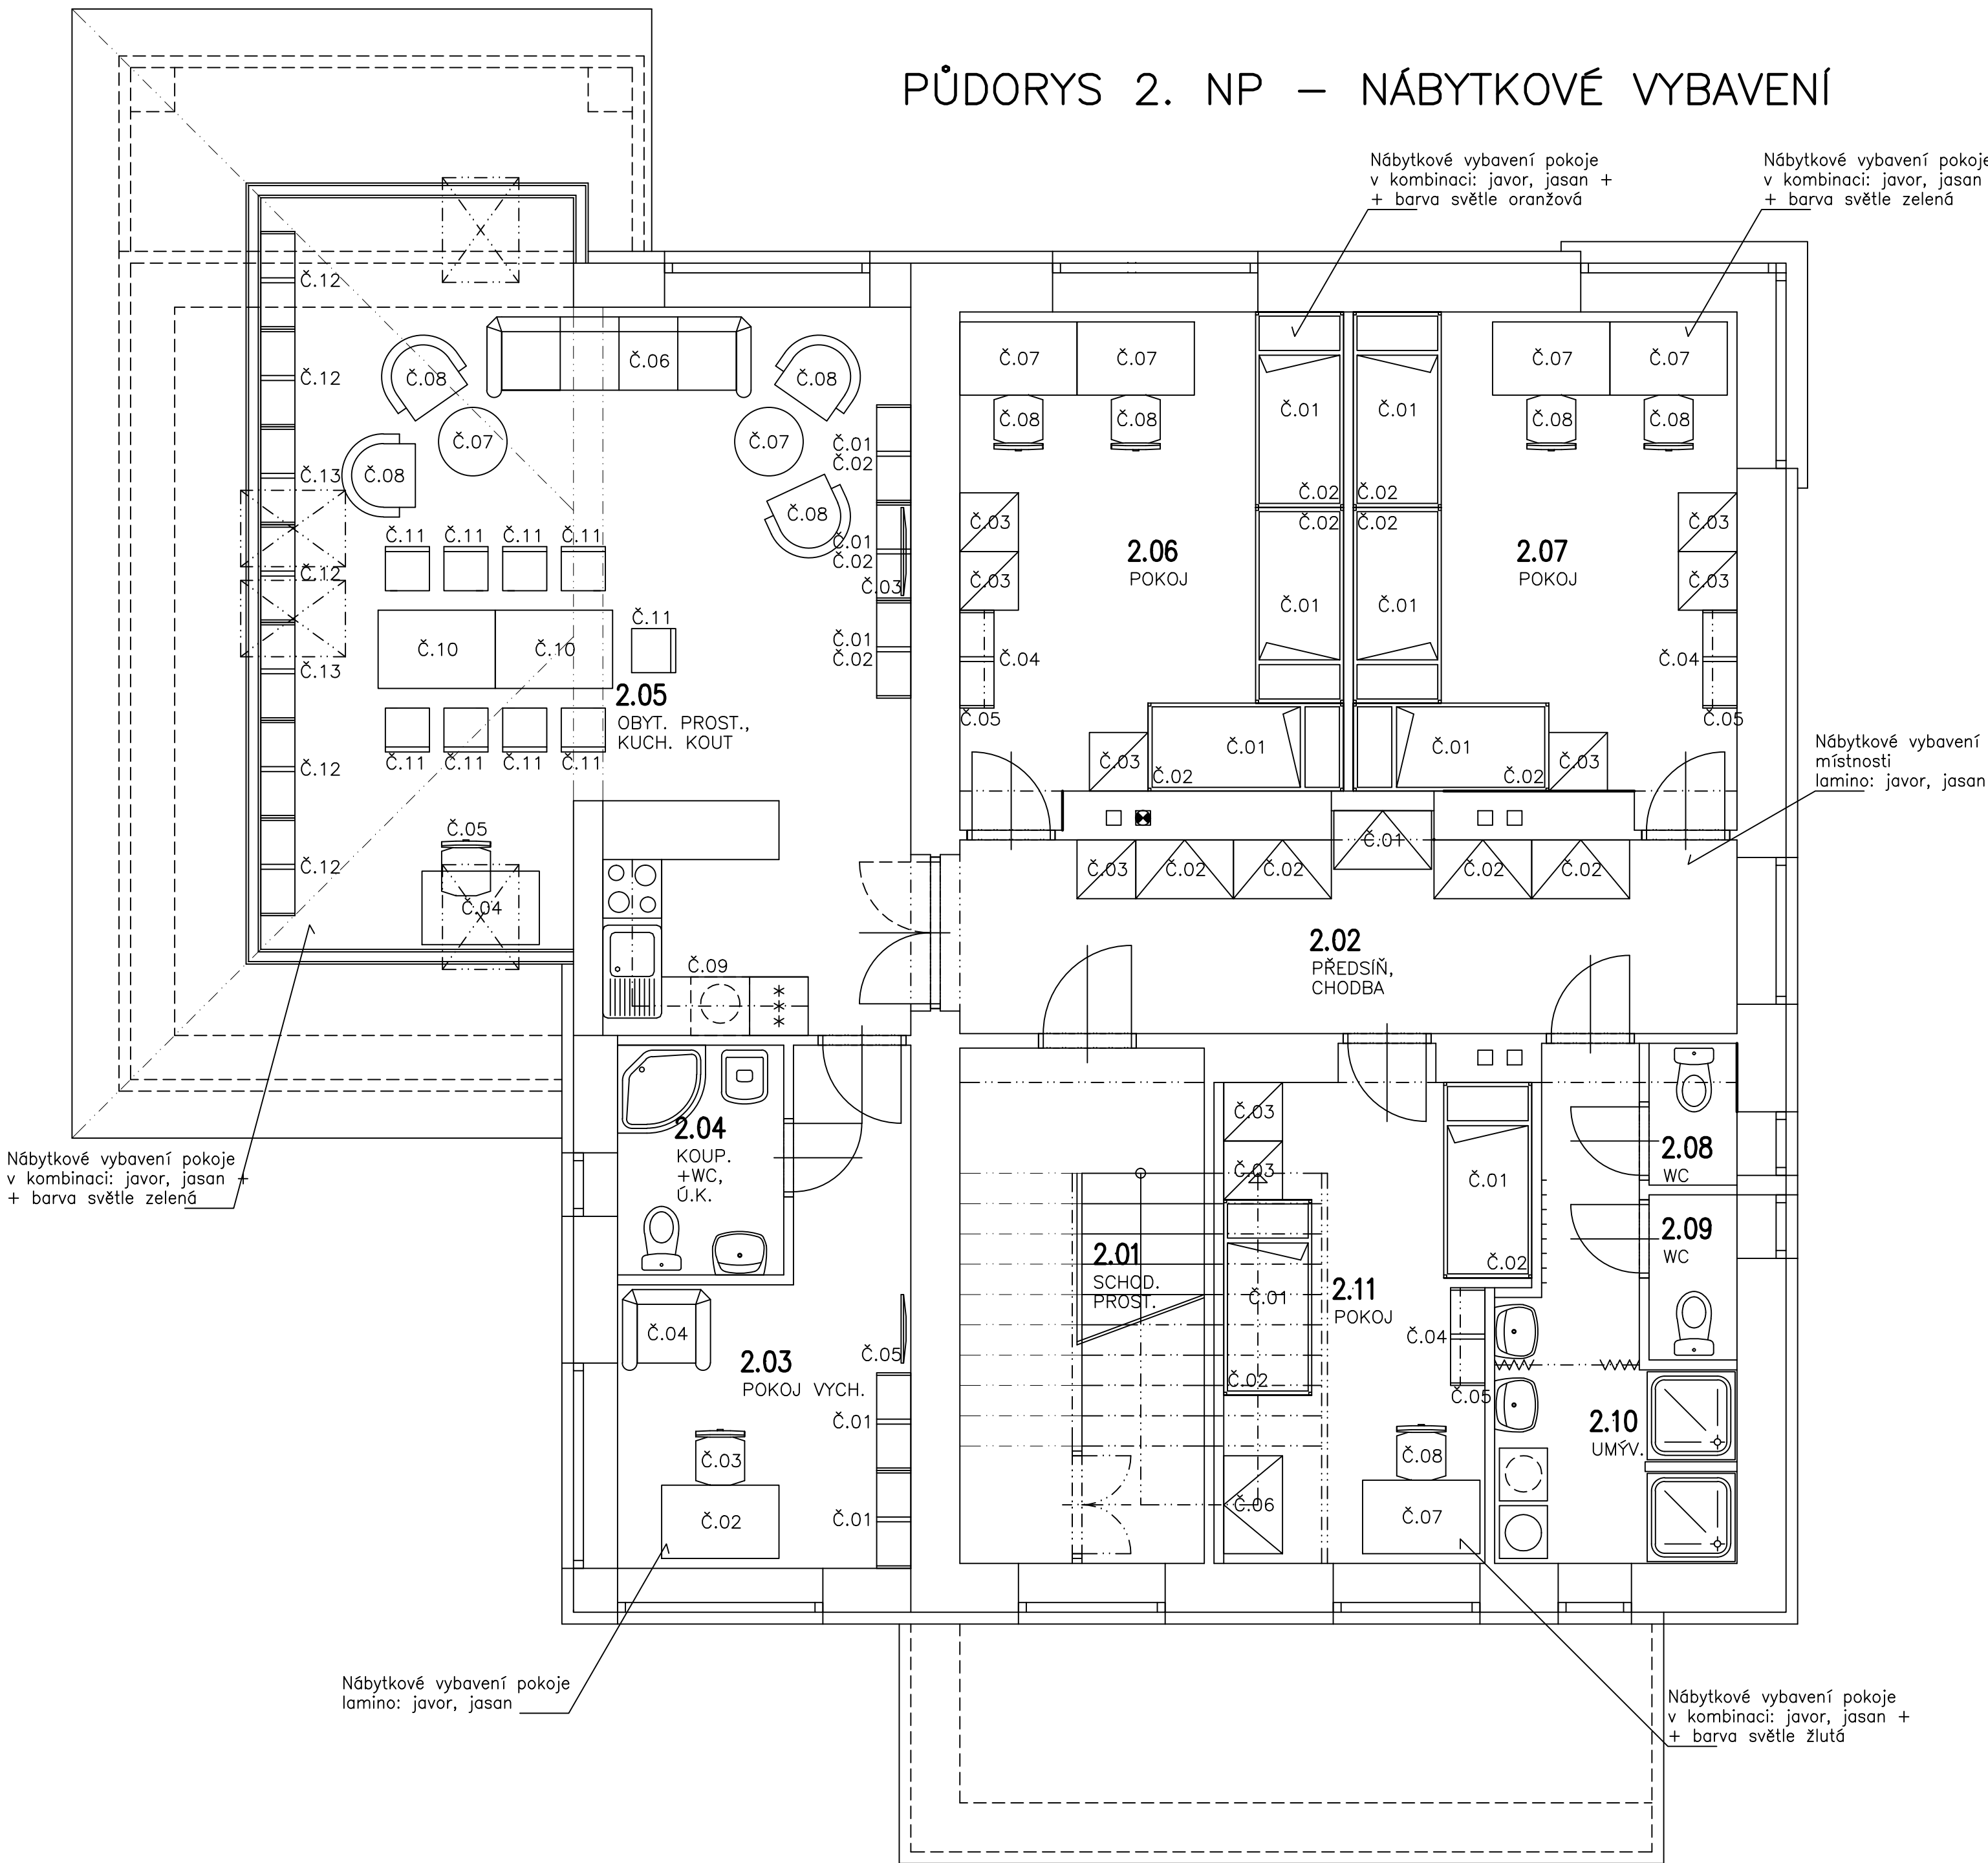 PŮDORYS 2. NP – NÁBYTKOVÉ VYBAVENÍ
Nábytkové vybavení pokoje
v kombinaci: javor, jasan +
+ barva světle oranžová
Nábytkové vybavení pokoje
v kombinaci: javor, jasan
+ barva světle zelená
Č.12
Č.12
Č.13
Č.12
Č.13
Č.12
Č.12
Č.08
Č.06
Č.08
Č.07
Č.07
Č.08
Č.08
Č.01
Č.02
Č.01
Č.02
Č.03
Č.01
Č.02
Č.11 Č.11 Č.11 Č.11
Č.10 Č.10
Č.11
Č.11 Č.11 Č.11 Č.11
2.05
OBYT. PROST.,
KUCH. KOUT
Č.05
Č.04
x
x
Č.09
***
Č.07 Č.07
Č.08 Č.08
Č.01
Č.02
Č.02
Č.01
Č.03
Č.03
2.06
POKOJ
Č.04
Č.05
Č.03
Č.01
Č.02
Č.07 Č.07
Č.08 Č.08
Č.01
Č.02
Č.02
Č.01
Č.03
Č.03
2.07
POKOJ
Č.04
Č.05
Č.01
Č.02
Č.03
Nábytkové vybavení
místnosti
lamino: javor, jasan
Č.03 Č.02 Č.02 Č.01 Č.02 Č.02
2.02
PŘEDSÍŇ,
CHODBA
2.04
KOUP.
+WC,
Ú.K.
Nábytkové vybavení pokoje
v kombinaci: javor, jasan +
+ barva světle zelená
Č.04
2.03
POKOJ VYCH.
Č.05
Č.01
Č.03
Č.02
Č.01
2.01
SCHOD.
PROST.
Č.03
Č.03
Č.01
Č.02
Č.06
2.11
POKOJ
Č.01
Č.02
Č.04
Č.05
Č.08
Č.07
2.08
WC
2.09
WC
2.10
UMÝV.
Nábytkové vybavení pokoje
lamino: javor, jasan
Nábytkové vybavení pokoje
v kombinaci: javor, jasan +
+ barva světle žlutá